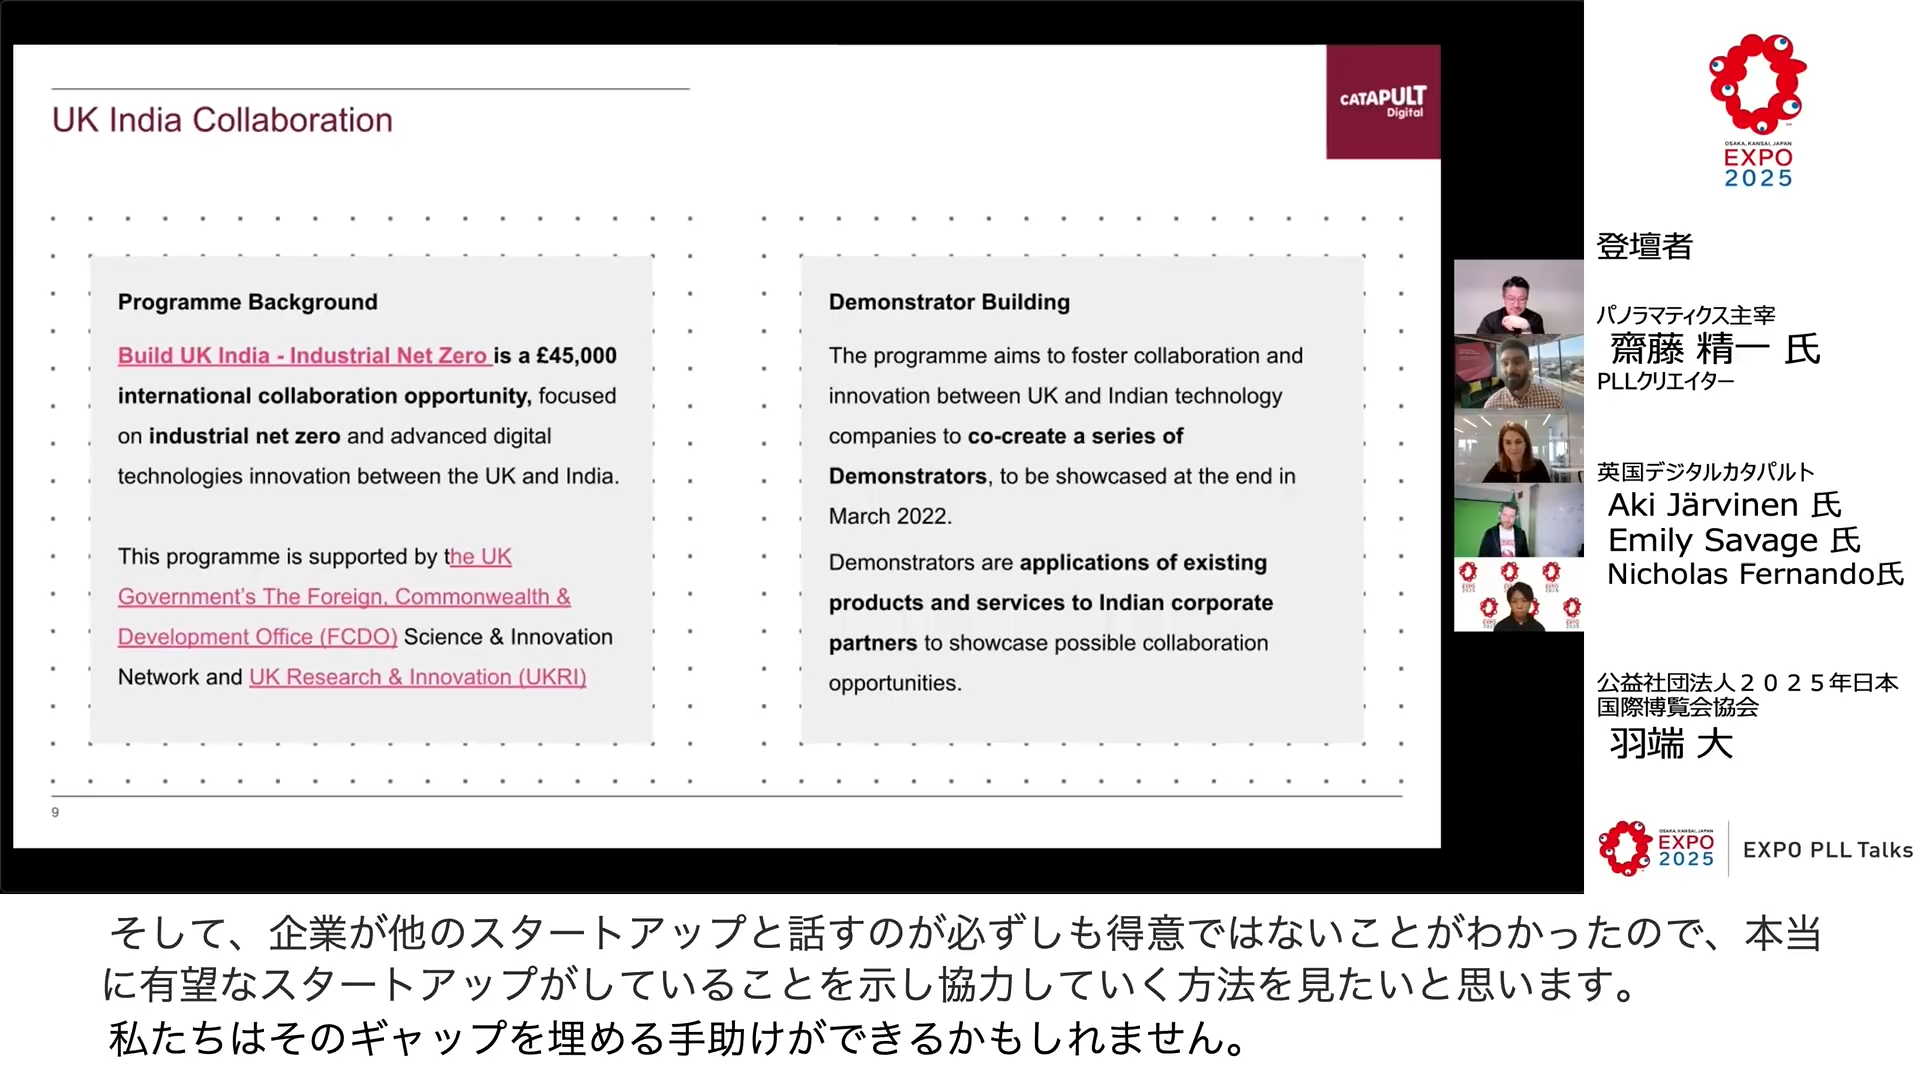 UK India Collaboration
CATAPULT
Digital
Programme Background
Build UK India - Industrial Net Zero is a £45,000
international collaboration opportunity, focused
on industrial net zero and advanced digital
technologies innovation between the UK and India.
This programme is supported by the UK
Government's The Foreign, Commonwealth &
Development Office (FCDO) Science & Innovation
Network and UK Research & Innovation (UKRI)
Demonstrator Building
The programme aims to foster collaboration and
innovation between UK and Indian technology
companies to co-create a series of
Demonstrators, to be showcased at the end in
March 2022.
Demonstrators are applications of existing
products and services to Indian corporate
partners to showcase possible collaboration
opportunities.
9
OSAKA, KANSAI, JAPAN
EXPO
2025
登壇者
パノラマティクス主宰
齋藤 精一 氏
PLLクリエイター
英国デジタルカタパルト
Aki Järvinen 氏
Emily Savage 氏
Nicholas Fernando氏
公益社団法人２０２５年日本
国際博覧会協会
羽端 大
OSAKA, KANSAI, JAPAN
EXPO
2025
EXPO PLL Talks
そして、企業が他のスタートアップと話すのが必ずしも得意ではないことがわかったので、本当
に有望なスタートアップがしていることを示し協力していく方法を見たいと思います。
私たちはそのギャップを埋める手助けができるかもしれません。